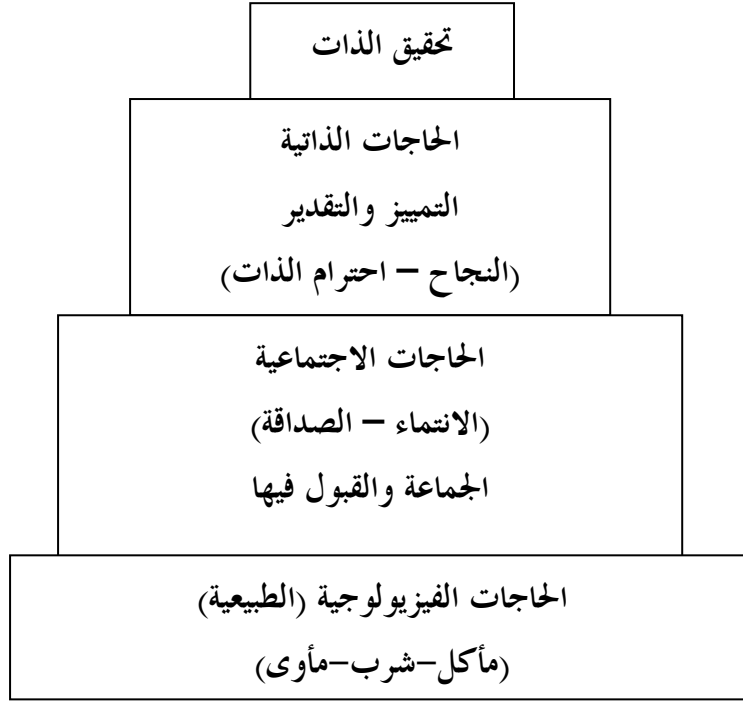 تحقيق الذات
الحاجات الذاتية
التمييز والتقدير
(النجاح – احترام الذات)
الحاجات الاجتماعية
(الانتماء – الصداقة)
الجماعة والقبول فيها
الحاجات الفيزيولوجية (الطبيعية)
(مأكل–شرب–مأوى)